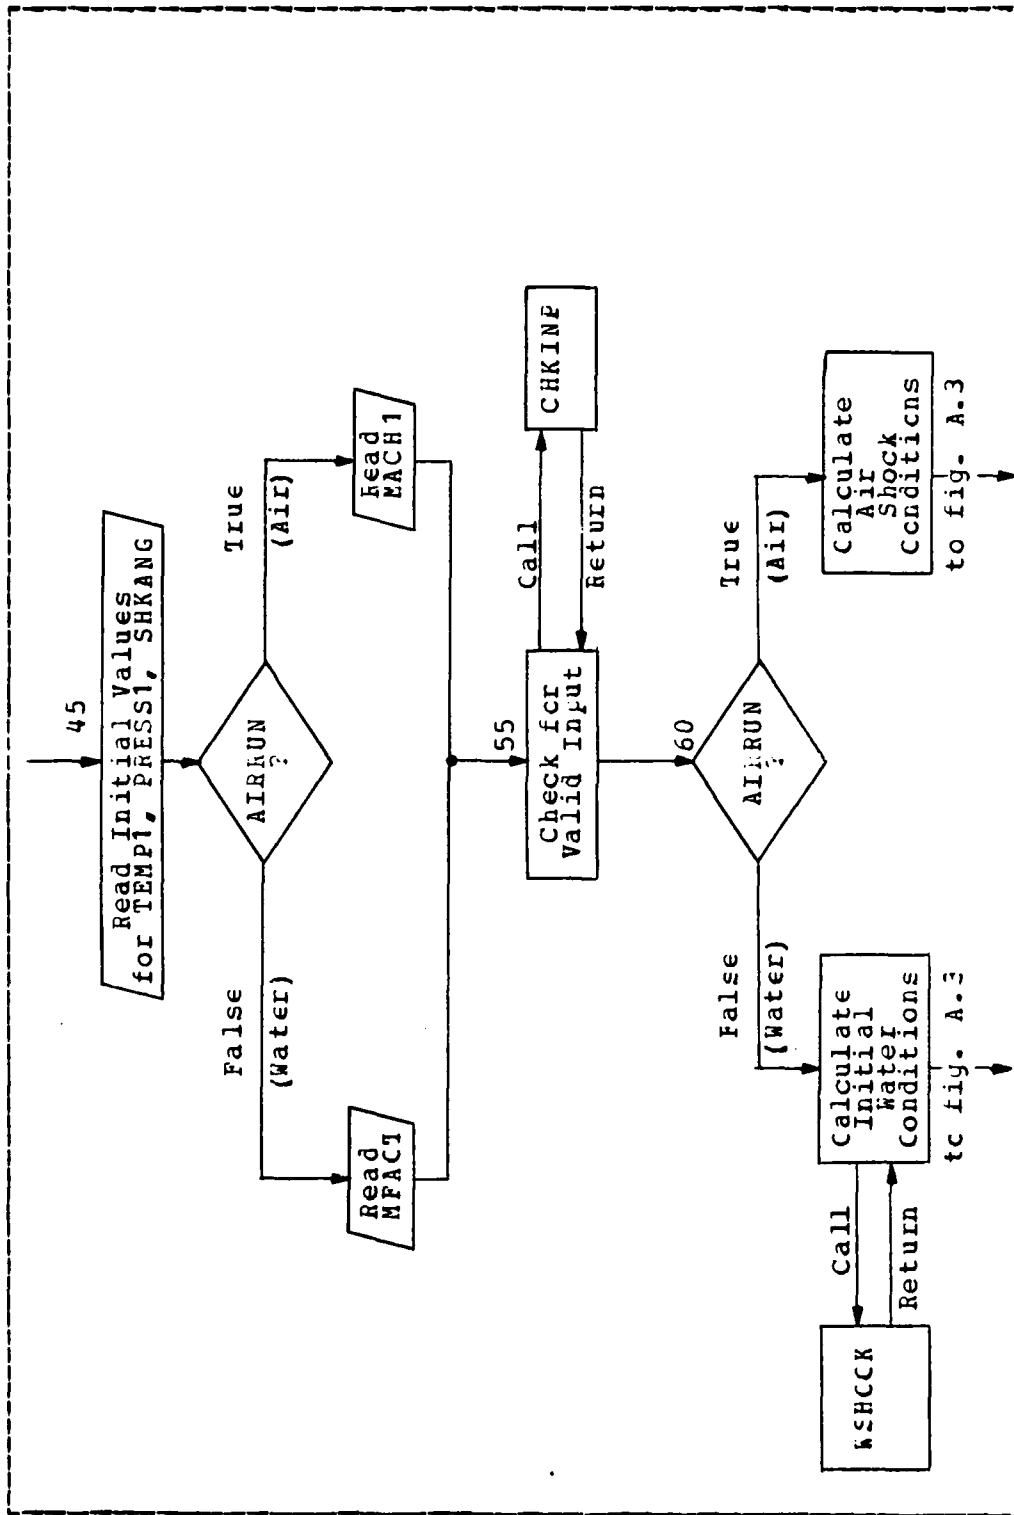 45
Read Initial Values
for TEMP1, PRESS1, SHKANG
AIRRUN
?
False
(Water)
True
(Air)
Read
MFACT
Read
MACH1
55
Check for
Valid Input
Call
Return
CHKINP
60
AIRRUN
?
False
(Water)
True
(Air)
Call
Return
WSHOCK
Calculate
Initial
Water
Conditions
to fig. A.3
Calculate
Air
Shock
Conditions
to fig. A.3